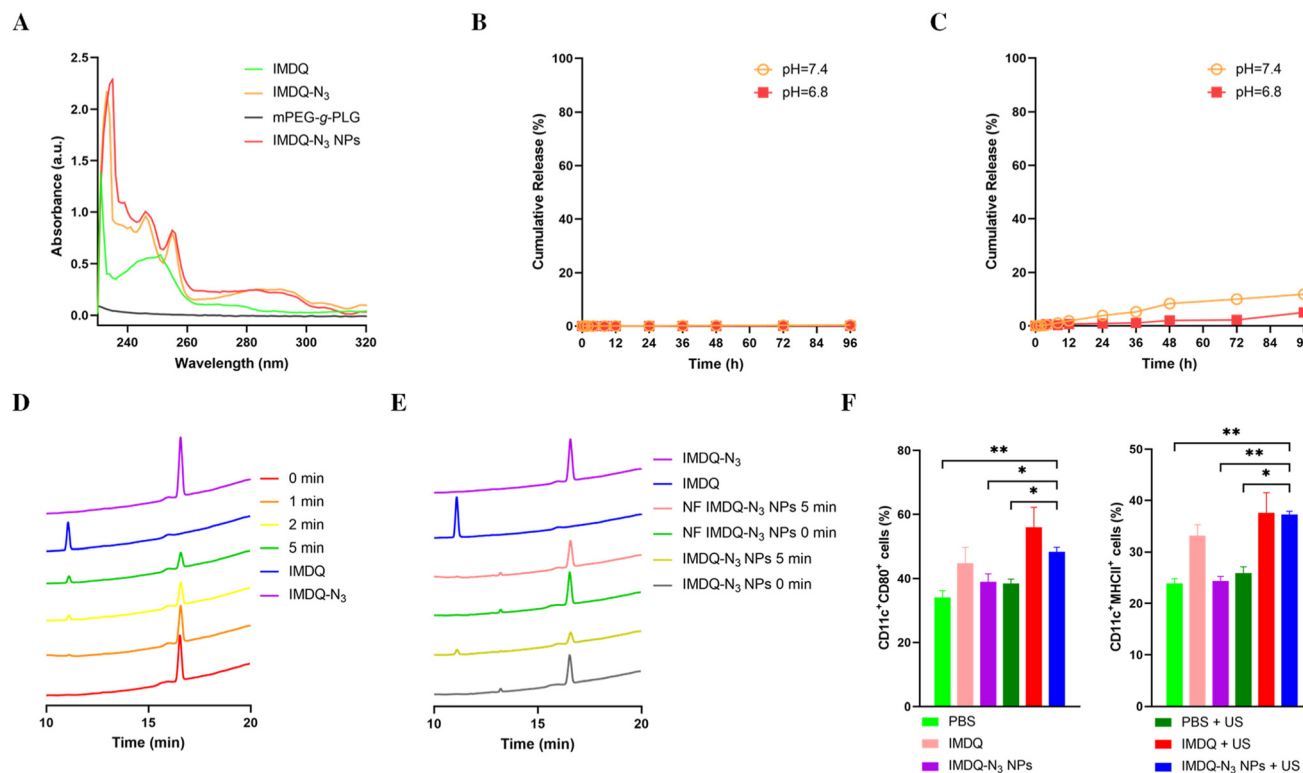 A
Absorbance (a.u.)
2.5
2.0
1.5
1.0
0.5
0.0
240 260 280 300 320
Wavelength (nm)
IMDQ
IMDQ-N₃
mPEG-g-PLG
IMDQ-N₃ NPs
B
Cumulative Release (%)
100
80
60
40
20
0
0 12 24 36 48 60 72 84 96
Time (h)
pH=7.4
pH=6.8
C
Cumulative Release (%)
100
80
60
40
20
0
0 12 24 36 48 60 72 84 9
Time (h)
pH=7.4
pH=6.8
D
0 min
1 min
2 min
5 min
IMDQ
IMDQ-N₃
10 15 20
Time (min)
E
IMDQ-N₃
IMDQ
NF IMDQ-N₃ NPs 5 min
NF IMDQ-N₃ NPs 0 min
IMDQ-N₃ NPs 5 min
IMDQ-N₃ NPs 0 min
10 15 20
Time (min)
F
CD11c⁺CD80⁺ cells (%)
80
60
40
20
0
**
*
*
CD11c⁺MHCII⁺ cells (%)
50
40
30
20
10
0
**
**
*
PBS
IMDQ
IMDQ-N₃ NPs
PBS + US
IMDQ + US
IMDQ-N₃ NPs + US